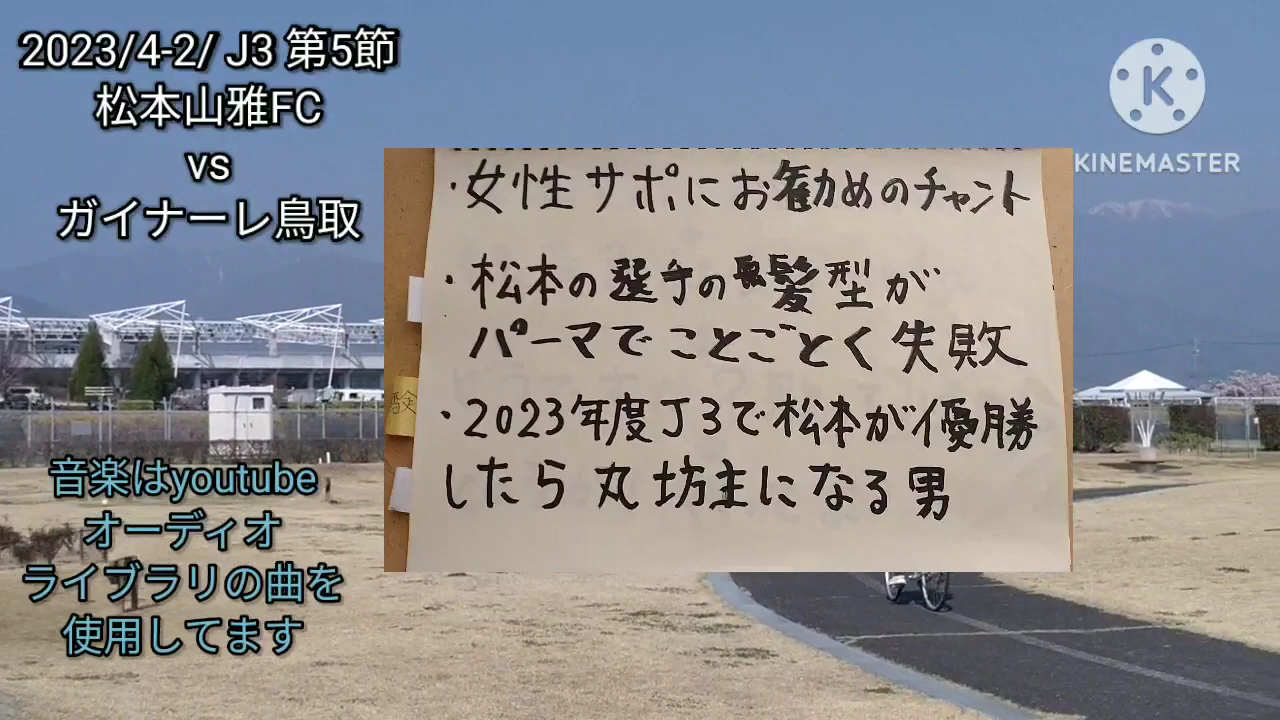 2023/4-2/ J3 第5節
松本山雅FC
vs
ガイナーレ鳥取
K
KINEMASTER
・女性サポにお勧めのチャント
・松本の選手の髪型が
パーマでことごとく失敗
・2023年度J3で松本が優勝
したら丸坊主になる男
音楽はyoutube
オーディオ
ライブラリの曲を
使用してます